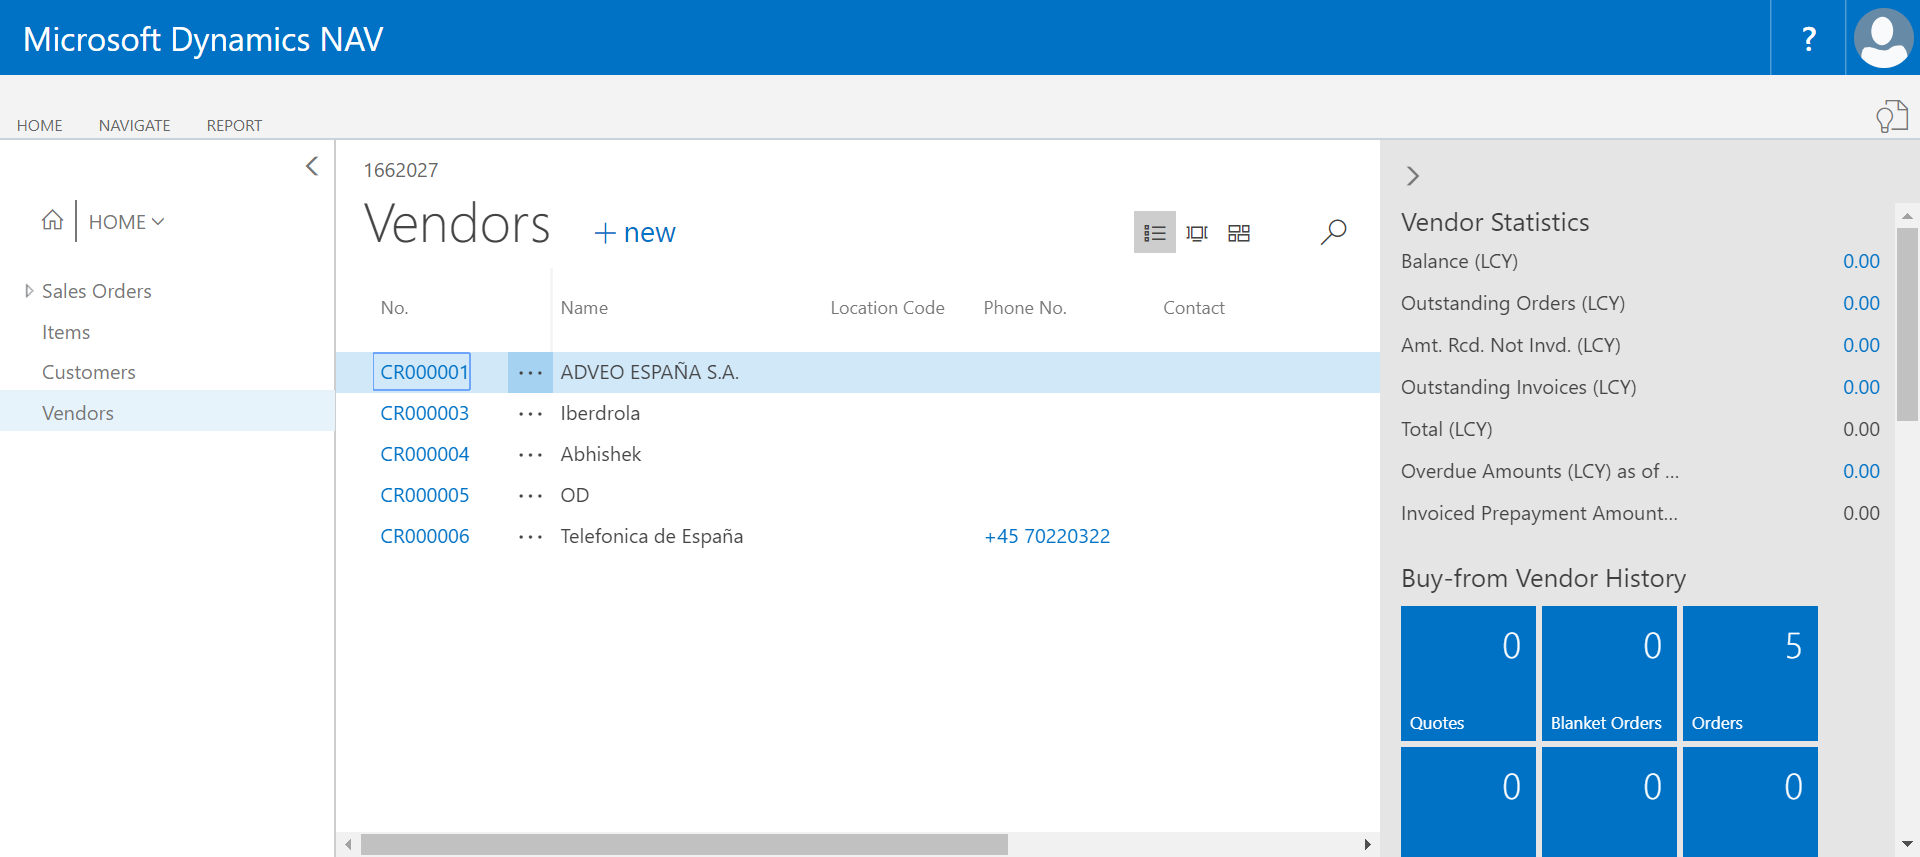 Microsoft Dynamics NAV
?
HOME NAVIGATE REPORT
HOME
Sales Orders
Items
Customers
Vendors
1662027
Vendors + new
No. Name Location Code Phone No. Contact
CR000001 ··· ADVEO ESPAÑA S.A.
CR000003 ··· Iberdrola
CR000004 ··· Abhishek
CR000005 ··· OD
CR000006 ··· Telefonica de España +45 70220322
Vendor Statistics
Balance (LCY) 0.00
Outstanding Orders (LCY) 0.00
Amt. Rcd. Not Invd. (LCY) 0.00
Outstanding Invoices (LCY) 0.00
Total (LCY) 0.00
Overdue Amounts (LCY) as of ... 0.00
Invoiced Prepayment Amount... 0.00
Buy-from Vendor History
0 0 5
Quotes Blanket Orders Orders
0 0 0